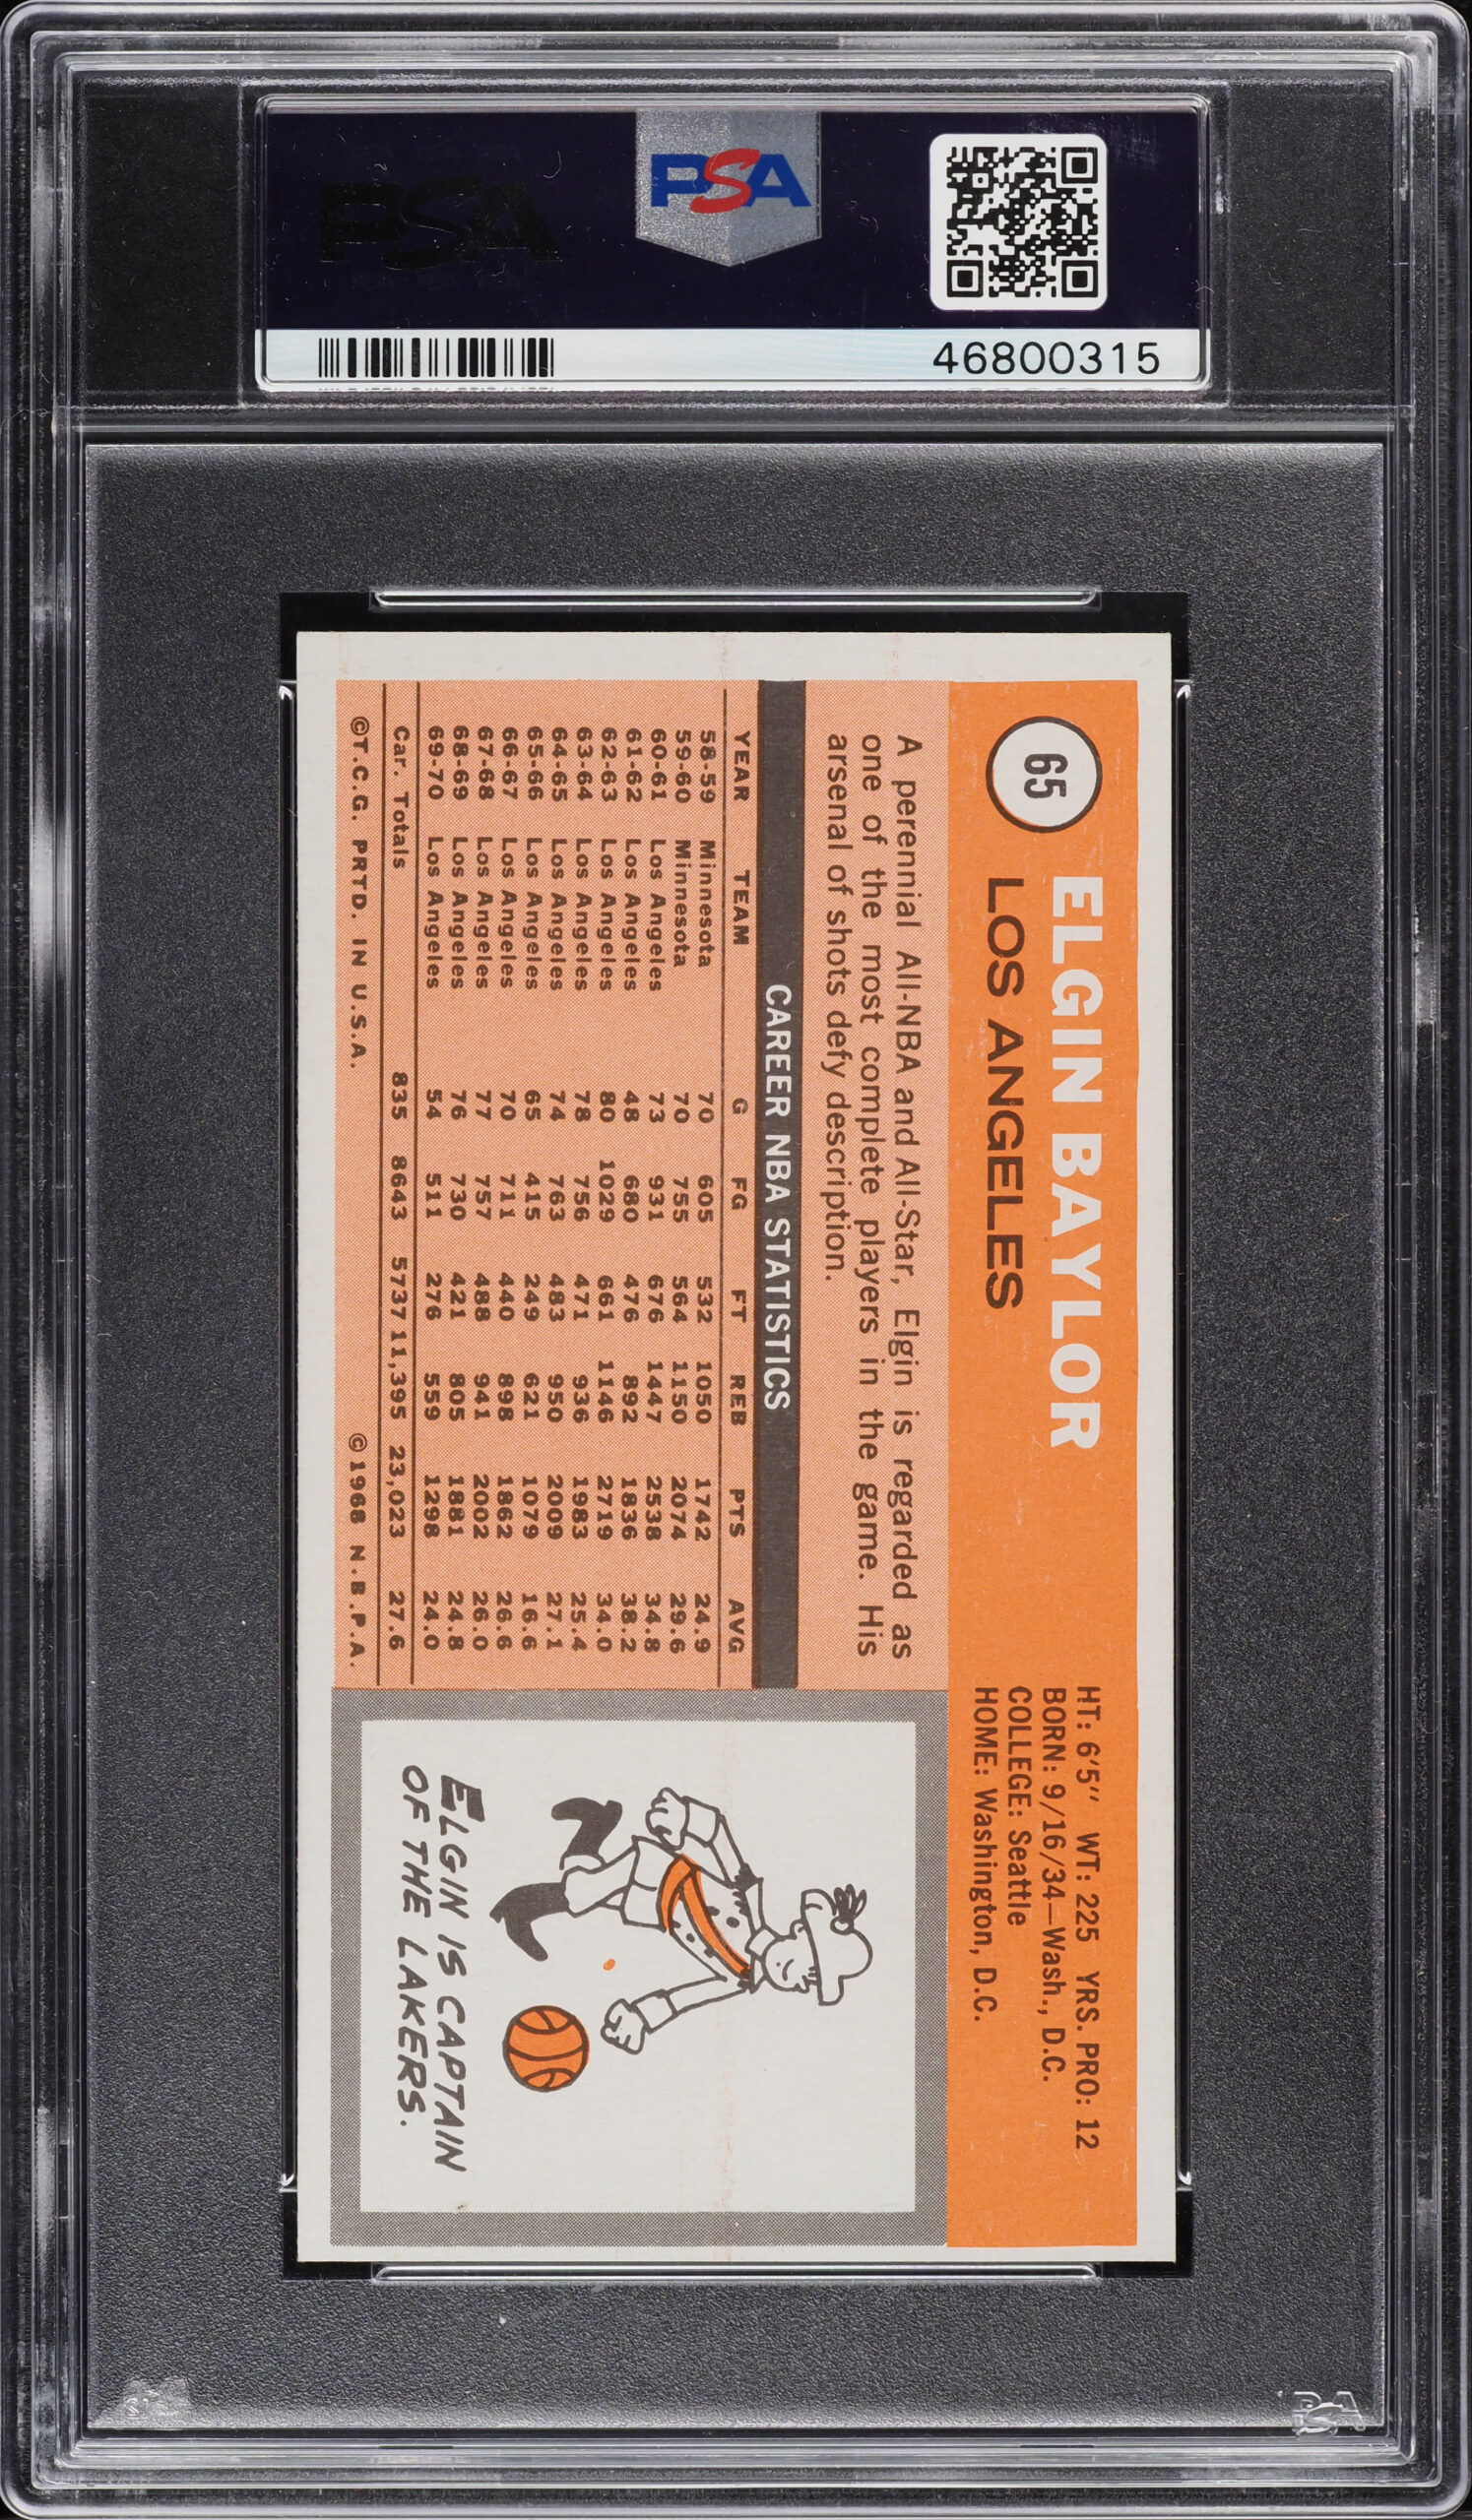 PSA
PSA
46800315
65
ELGIN BAYLOR
LOS ANGELES
HT: 6'5" WT: 225 YRS. PRO: 12
BORN: 9/16/34—Wash., D.C.
COLLEGE: Seattle
HOME: Washington, D.C.
A perennial All-NBA and All-Star, Elgin is regarded as
one of the most complete players in the game. His
arsenal of shots defy description.
CAREER NBA STATISTICS
YEAR TEAM G FG FT REB PTS AVG
58-59 Minnesota 70 605 532 1050 1742 24.9
59-60 Minnesota 70 755 564 1150 2074 29.6
60-61 Los Angeles 73 931 676 1447 2538 34.8
61-62 Los Angeles 48 680 476 892 1836 38.2
62-63 Los Angeles 80 1029 661 1146 2719 34.0
63-64 Los Angeles 78 756 471 936 1983 25.4
64-65 Los Angeles 74 763 483 950 2009 27.1
65-66 Los Angeles 65 415 249 621 1079 16.6
66-67 Los Angeles 70 711 440 898 1862 26.6
67-68 Los Angeles 77 757 488 941 2002 26.0
68-69 Los Angeles 76 730 421 805 1881 24.8
69-70 Los Angeles 54 511 276 559 1298 24.0
Car. Totals 835 8643 5737 11,395 23,023 27.6
©T.C.G. PRTD. IN U.S.A. ©1968 N.B.P.A.
ELGIN IS CAPTAIN
OF THE LAKERS.
PSA